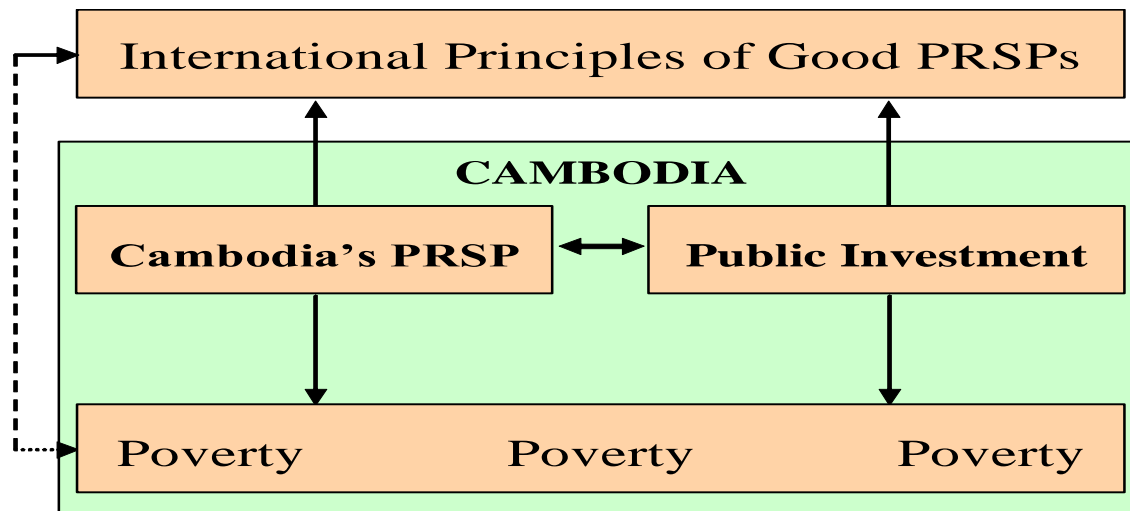 International Principles of Good PRSPs
CAMBODIA
Cambodia’s PRSP Public Investment
Poverty Poverty Poverty